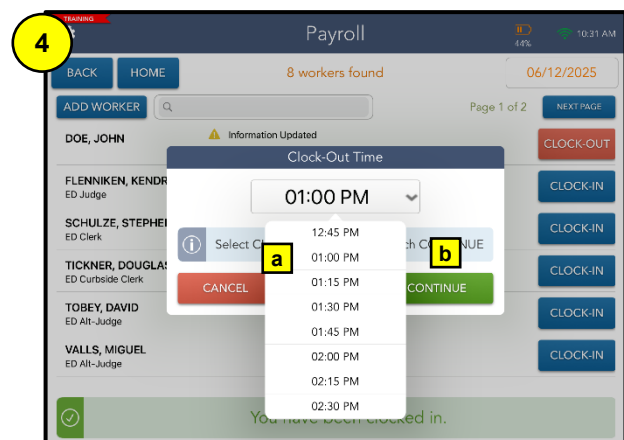 4
TRAINING
Payroll
44%
10:31 AM
BACK
HOME
8 workers found
06/12/2025
ADD WORKER
Page 1 of 2
NEXT PAGE
DOE, JOHN
Information Updated
CLOCK-OUT
Clock-Out Time
FLENNIKEN, KENDR
ED Judge
01:00 PM
CLOCK-IN
SCHULZE, STEPHE
ED Clerk
CLOCK-IN
Select
CONTINUE
a
b
12:45 PM
01:00 PM
01:15 PM
01:30 PM
01:45 PM
02:00 PM
02:15 PM
02:30 PM
TICKNER, DOUGLAS
ED Curbside Clerk
CANCEL
CONTINUE
CLOCK-IN
TOBEY, DAVID
ED Alt-Judge
CLOCK-IN
VALLS, MIGUEL
ED Alt-Judge
CLOCK-IN
You have been clocked in.